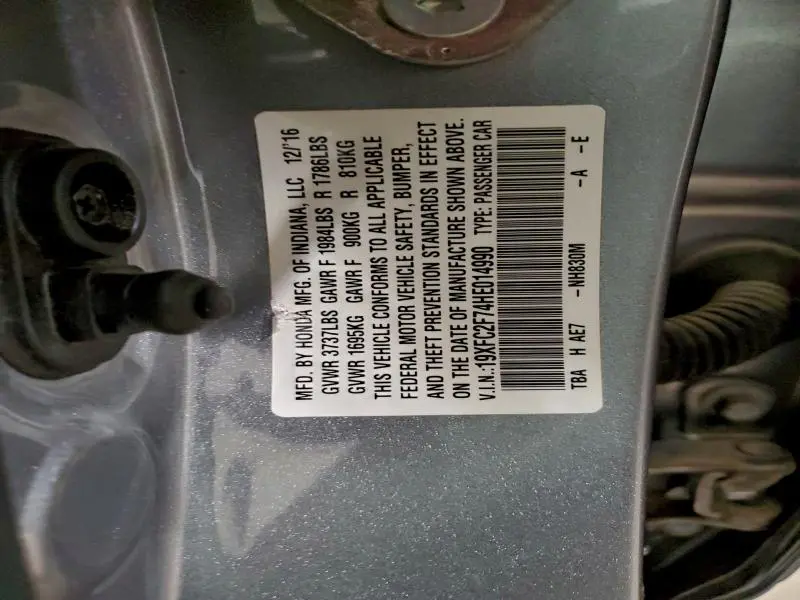 MFD. BY HONDA MFG. OF INDIANA, LLC 12/'16
GVWR 3737LBS GAWR F 1984LBS R 1786LBS
GVWR 1695KG GAWR F 900KG R 810KG
THIS VEHICLE CONFORMS TO ALL APPLICABLE
FEDERAL MOTOR VEHICLE SAFETY, BUMPER,
AND THEFT PREVENTION STANDARDS IN EFFECT
ON THE DATE OF MANUFACTURE SHOWN ABOVE.
V.I.N.:19XFC2F74HE014990 TYPE: PASSENGER CAR
TBA H AE7 -NH830M -A -E